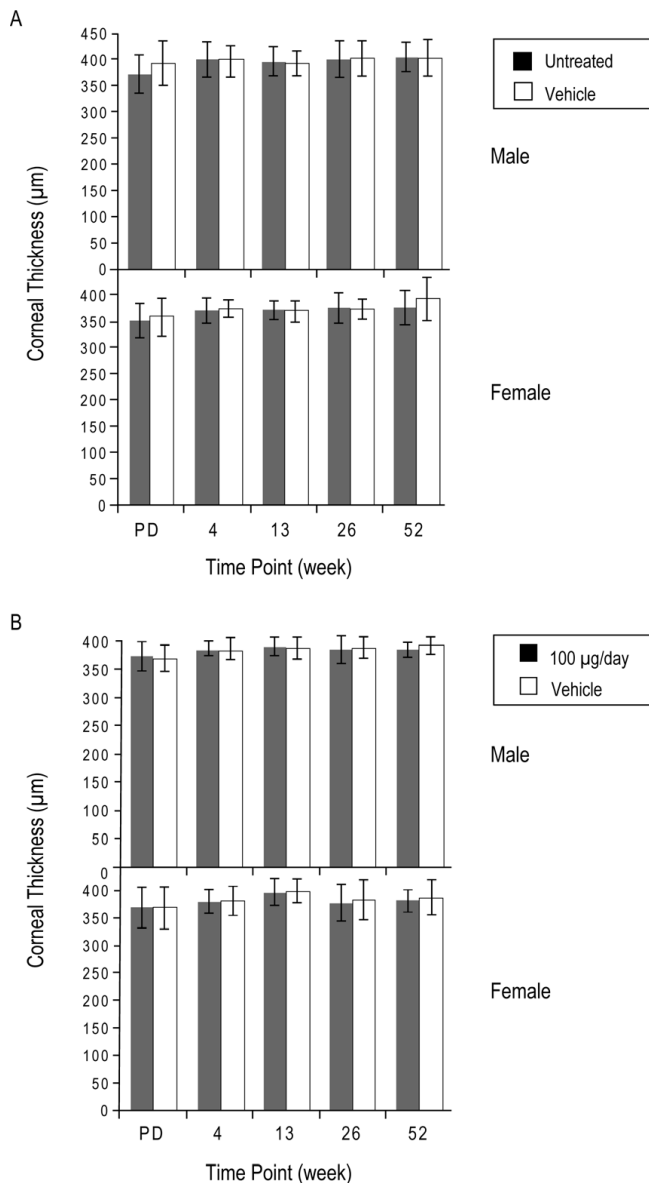 A
Corneal Thickness (µm)
450
400
350
300
250
200
150
100
50
0
Untreated
Vehicle
Male
400
350
300
250
200
150
100
50
0
Female
PD 4 13 26 52
Time Point (week)
B
Corneal Thickness (µm)
400
350
300
250
200
150
100
50
0
100 µg/day
Vehicle
Male
400
350
300
250
200
150
100
50
0
Female
PD 4 13 26 52
Time Point (week)